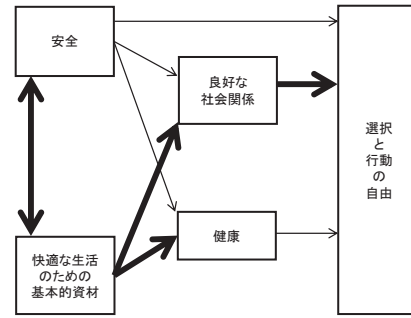 安全
良好な
社会関係
選択
と
行動
の
自由
健康
快適な生活
のための
基本的資材